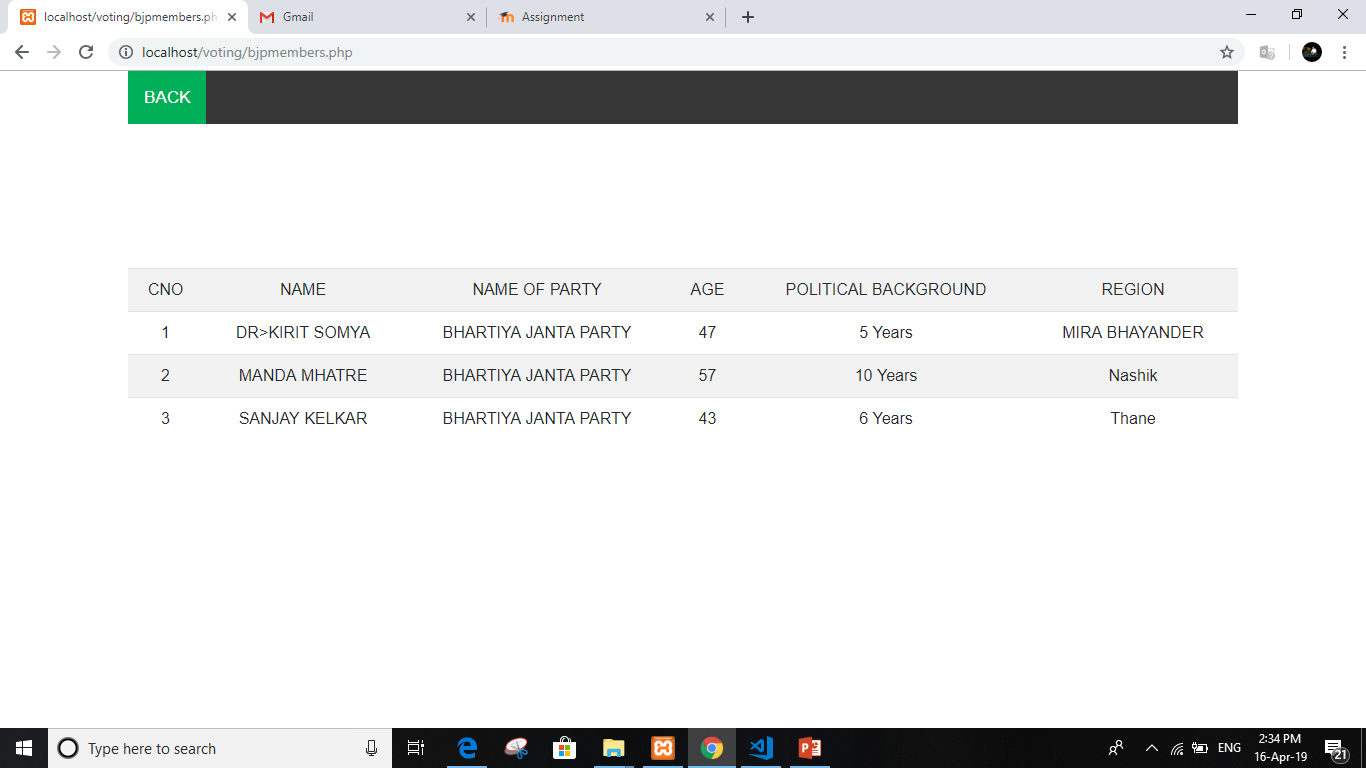 localhost/voting/bjpmembers.ph
Gmail
Assignment
localhost/voting/bjpmembers.php
BACK
CNO NAME NAME OF PARTY AGE POLITICAL BACKGROUND REGION
1 DR>KIRIT SOMYA BHARTIYA JANTA PARTY 47 5 Years MIRA BHAYANDER
2 MANDA MHATRE BHARTIYA JANTA PARTY 57 10 Years Nashik
3 SANJAY KELKAR BHARTIYA JANTA PARTY 43 6 Years Thane
Type here to search
ENG
2:34 PM
16-Apr-19
21